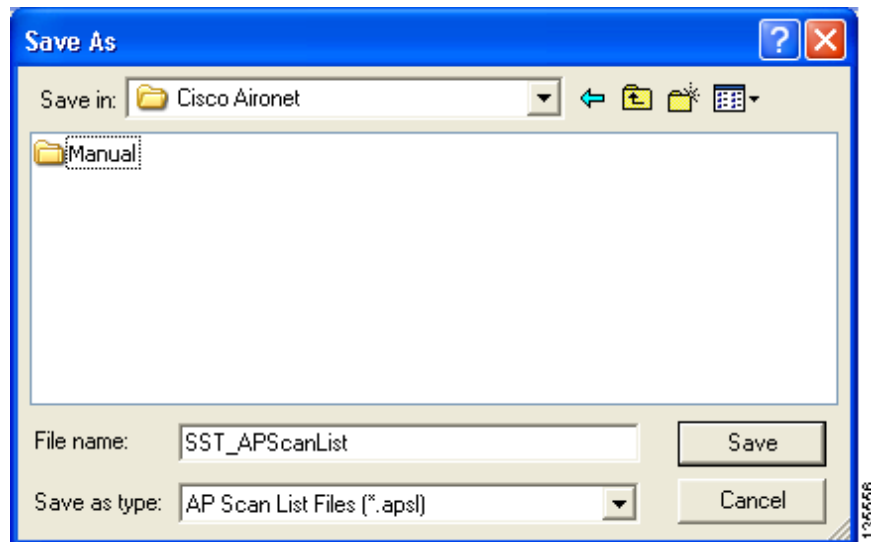 Save As
Save in: Cisco Aironet
Manual
File name: SST_APScanList Save
Save as type: AP Scan List Files (*.apsl) Cancel
135556